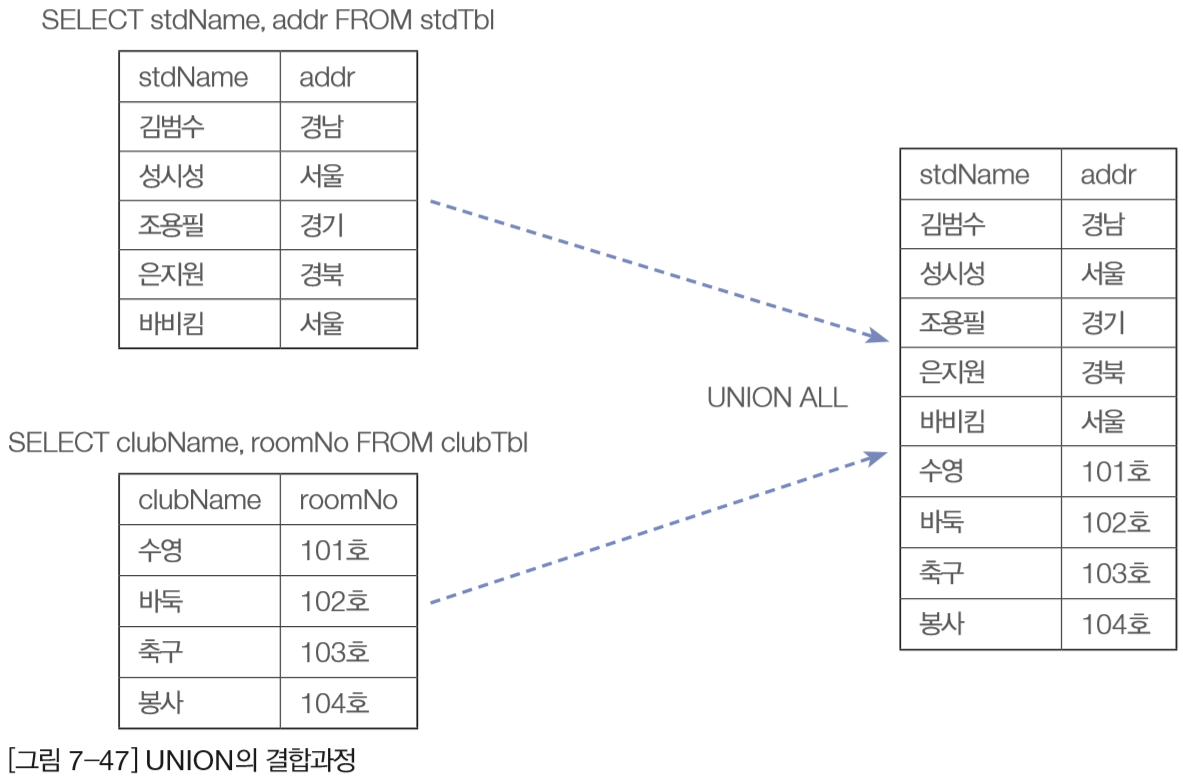 SELECT stdName, addr FROM stdTbl
stdName addr
김범수 경남
성시성 서울
조용필 경기
은지원 경북
바비킴 서울
SELECT clubName, roomNo FROM clubTbl
clubName roomNo
수영 101호
바둑 102호
축구 103호
봉사 104호
UNION ALL
stdName addr
김범수 경남
성시성 서울
조용필 경기
은지원 경북
바비킴 서울
수영 101호
바둑 102호
축구 103호
봉사 104호
[그림 7-47] UNION의 결합과정